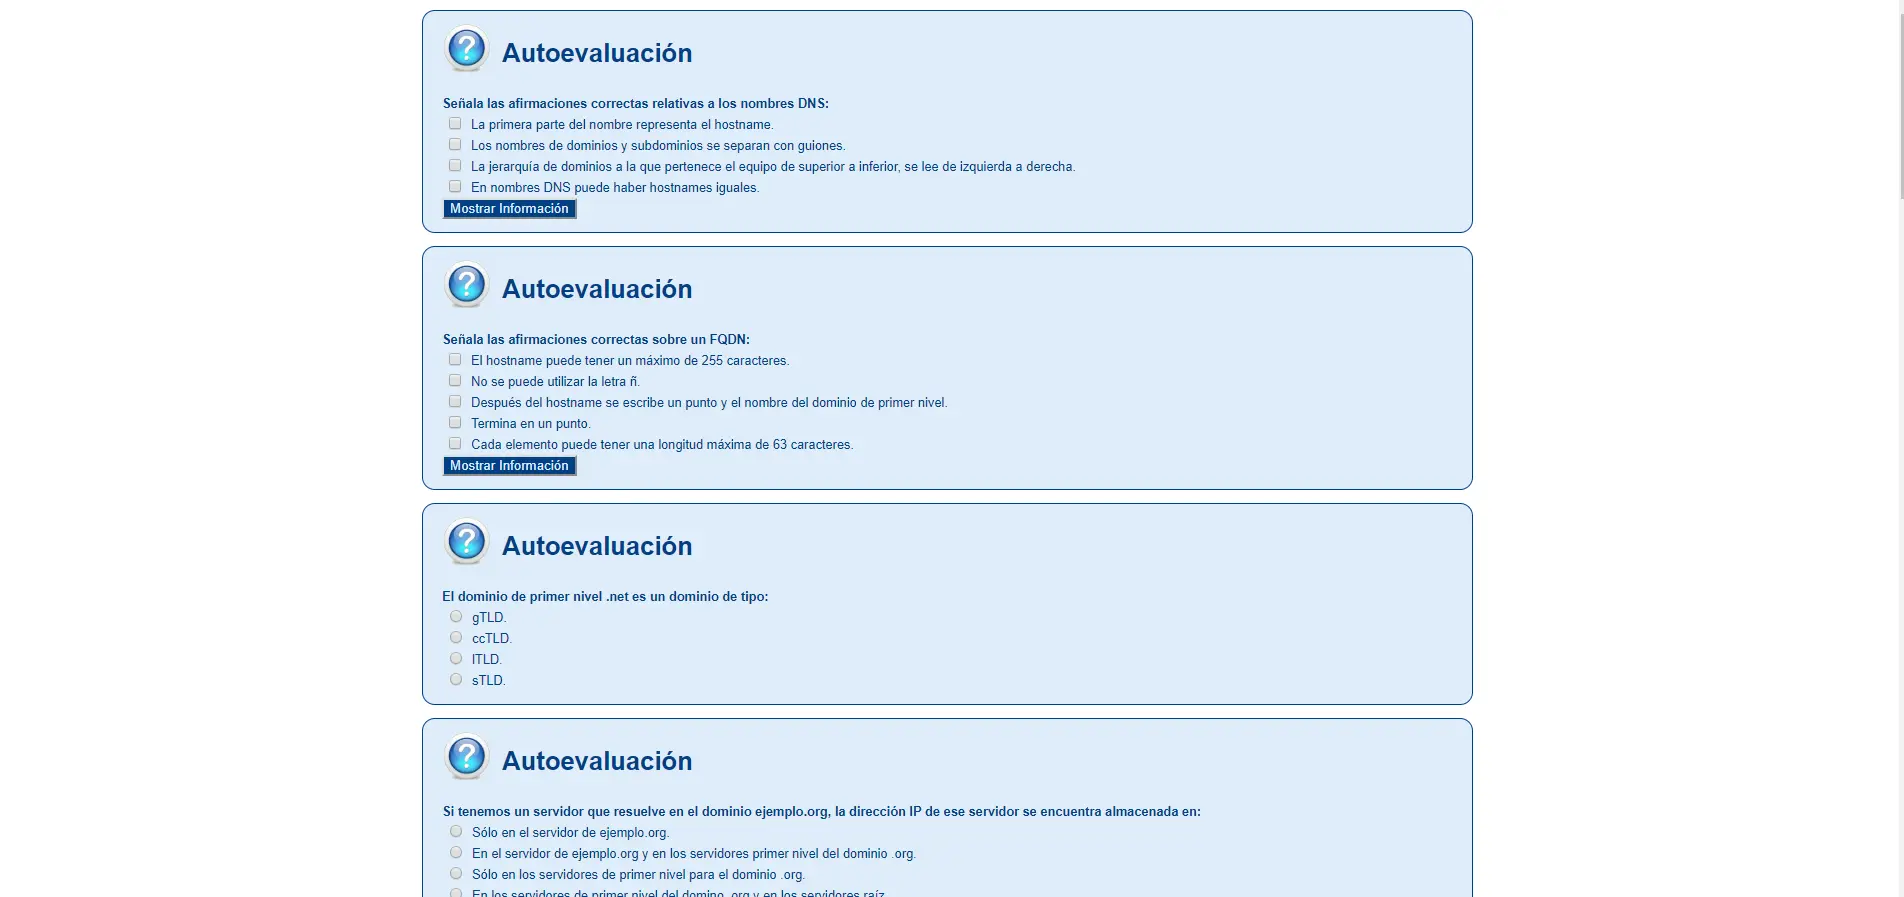 Autoevaluación
Señala las afirmaciones correctas relativas a los nombres DNS:
La primera parte del nombre representa el hostname.
Los nombres de dominios y subdominios se separan con guiones.
La jerarquía de dominios a la que pertenece el equipo de superior a inferior, se lee de izquierda a derecha.
En nombres DNS puede haber hostnames iguales.
Mostrar Información
Autoevaluación
Señala las afirmaciones correctas sobre un FQDN:
El hostname puede tener un máximo de 255 caracteres.
No se puede utilizar la letra ñ.
Después del hostname se escribe un punto y el nombre del dominio de primer nivel.
Termina en un punto.
Cada elemento puede tener una longitud máxima de 63 caracteres.
Mostrar Información
Autoevaluación
El dominio de primer nivel .net es un dominio de tipo:
gTLD.
ccTLD.
lTLD.
sTLD.
Autoevaluación
Si tenemos un servidor que resuelve en el dominio ejemplo.org, la dirección IP de ese servidor se encuentra almacenada en:
Sólo en el servidor de ejemplo.org.
En el servidor de ejemplo.org y en los servidores primer nivel del dominio .org.
Sólo en los servidores de primer nivel para el dominio .org.
En los servidores de primer nivel del domino .org y en los servidores raíz.